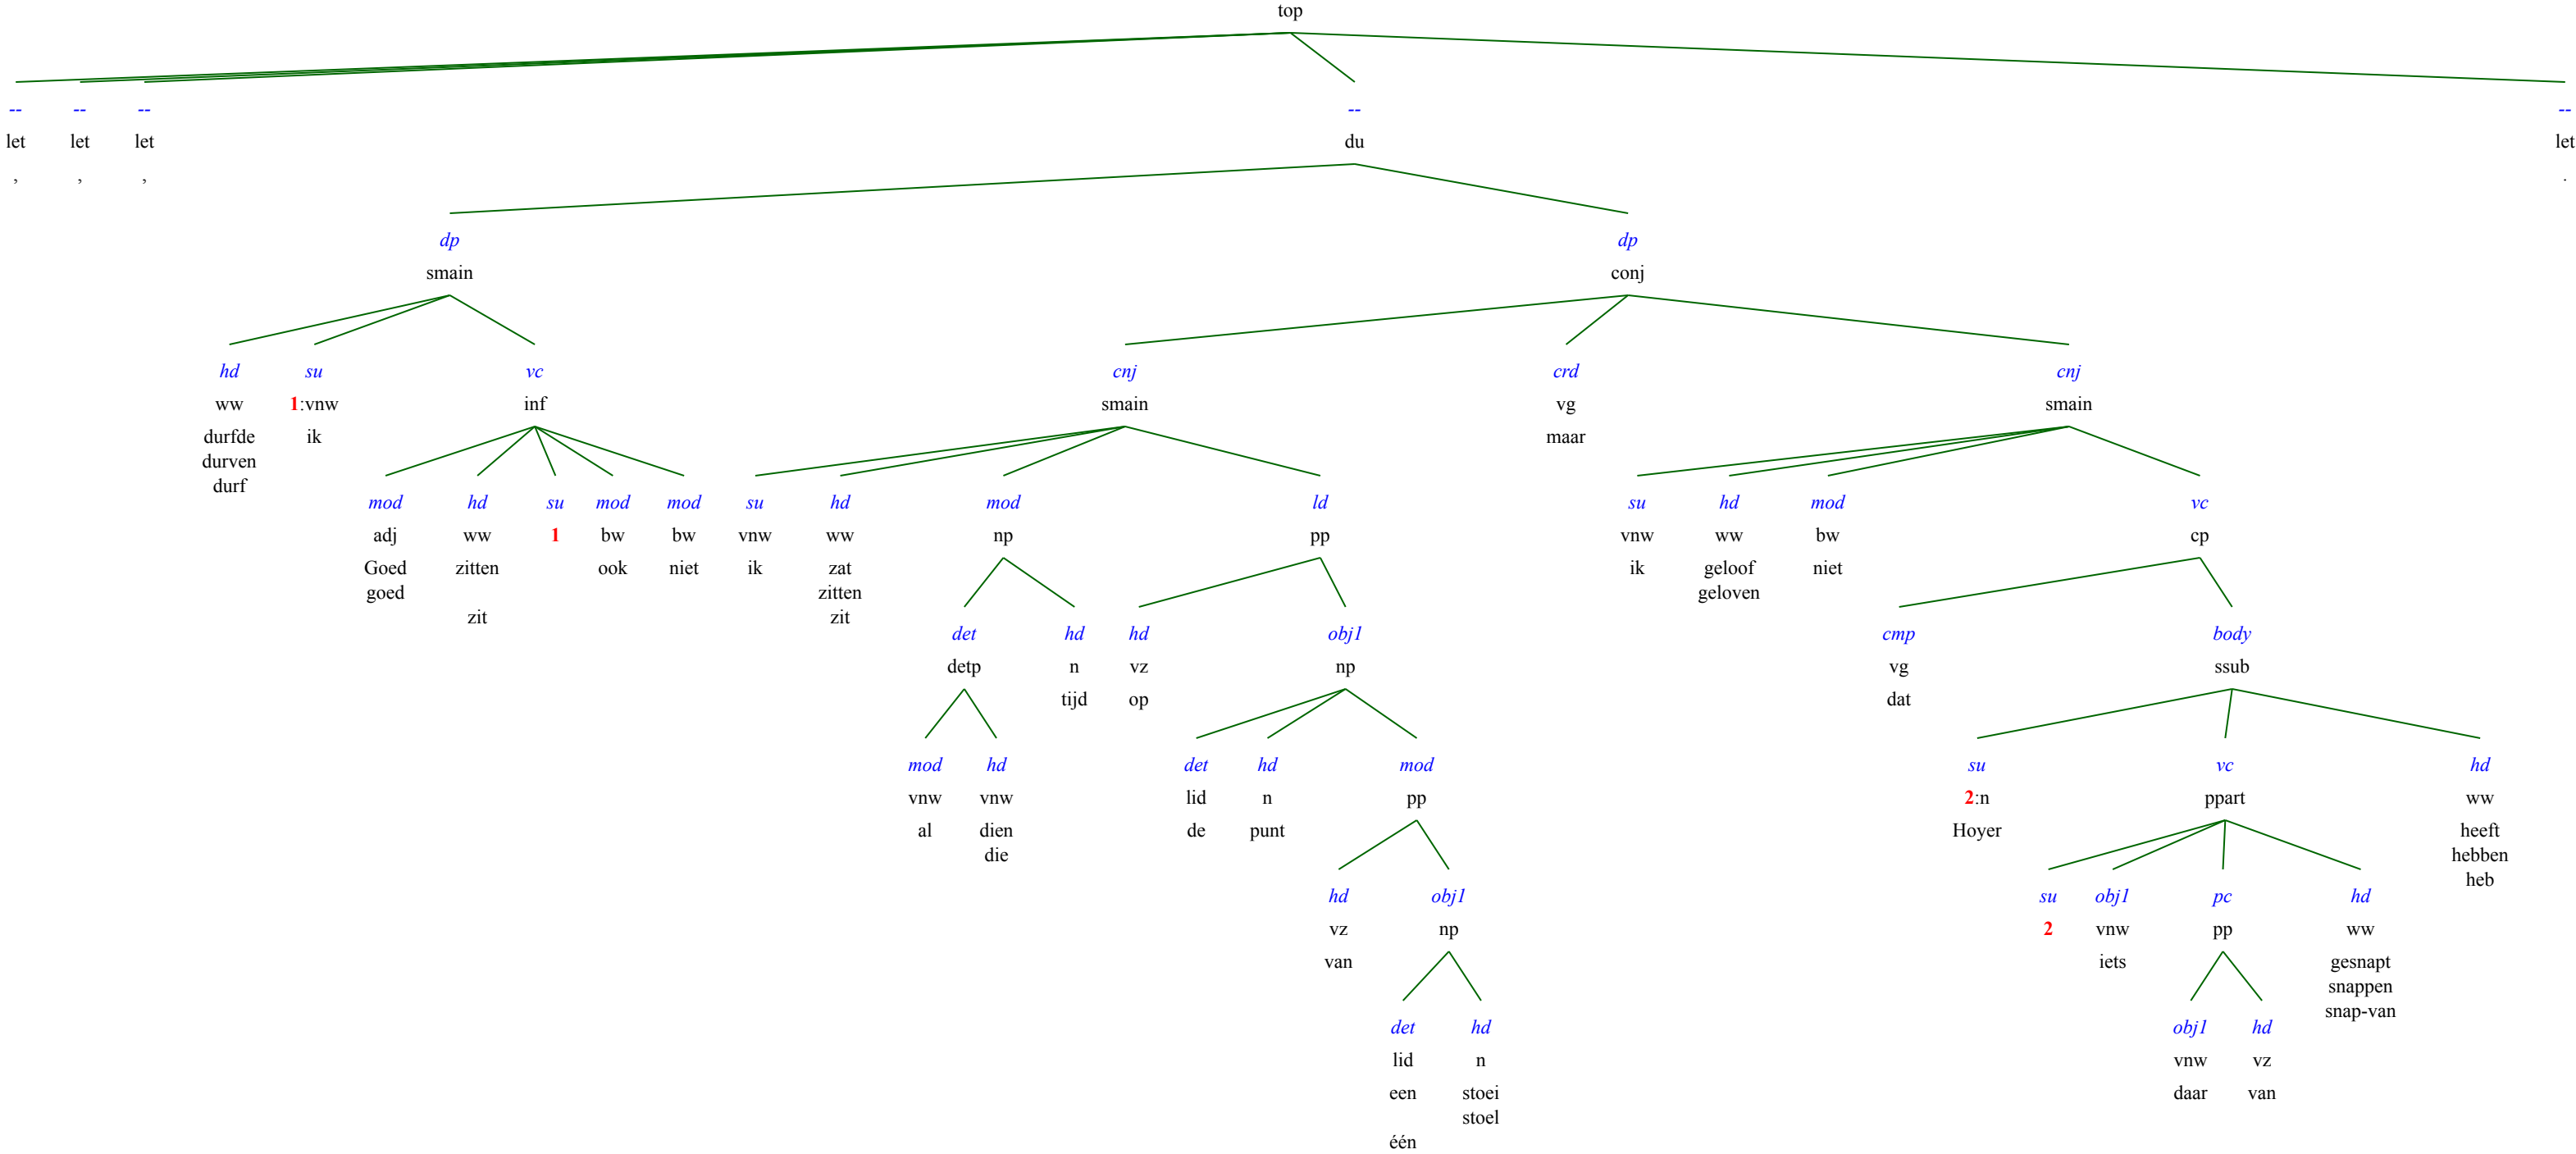 top
-- -- -- -- --
let let let du let
, , , .
dp dp
smain conj
hd su vc cnj crd cnj
ww 1:vnw inf smain vg smain
durfde ik maar
durven
durf
mod hd su mod mod su hd mod ld su hd mod vc
adj ww 1 bw bw vnw ww np pp vnw ww bw cp
Goed zitten ook niet ik zat ik geloof niet
goed zitten geloven
zit zit
det hd hd obj1 cmp body
detp n vz np vg ssub
tijd op dat
mod hd det hd mod su vc hd
vnw vnw lid n pp 2:n ppart ww
al dien de punt Hoyer heeft
die hebben
heb
hd obj1 su obj1 pc hd
vz np 2 vnw pp ww
van iets gesnapt
snappen
snap-van
det hd obj1 hd
lid n vnw vz
een stoei daar van
stoel
één